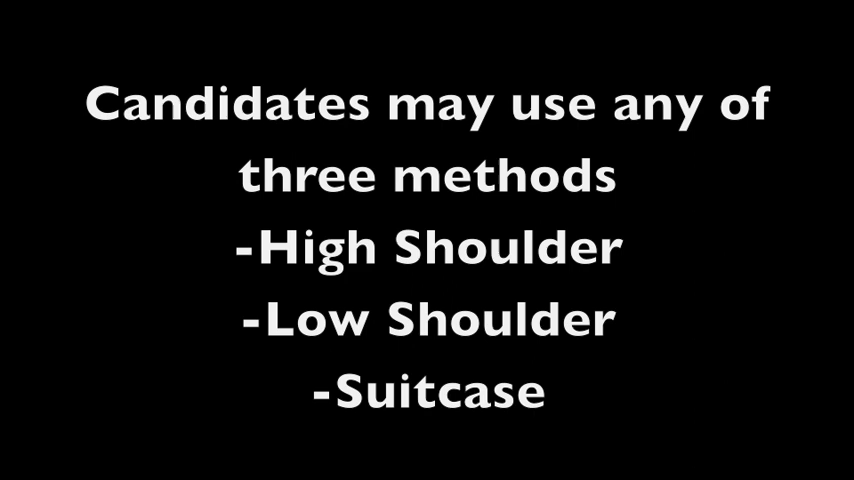 Candidates may use any of
three methods
-High Shoulder
-Low Shoulder
-Suitcase